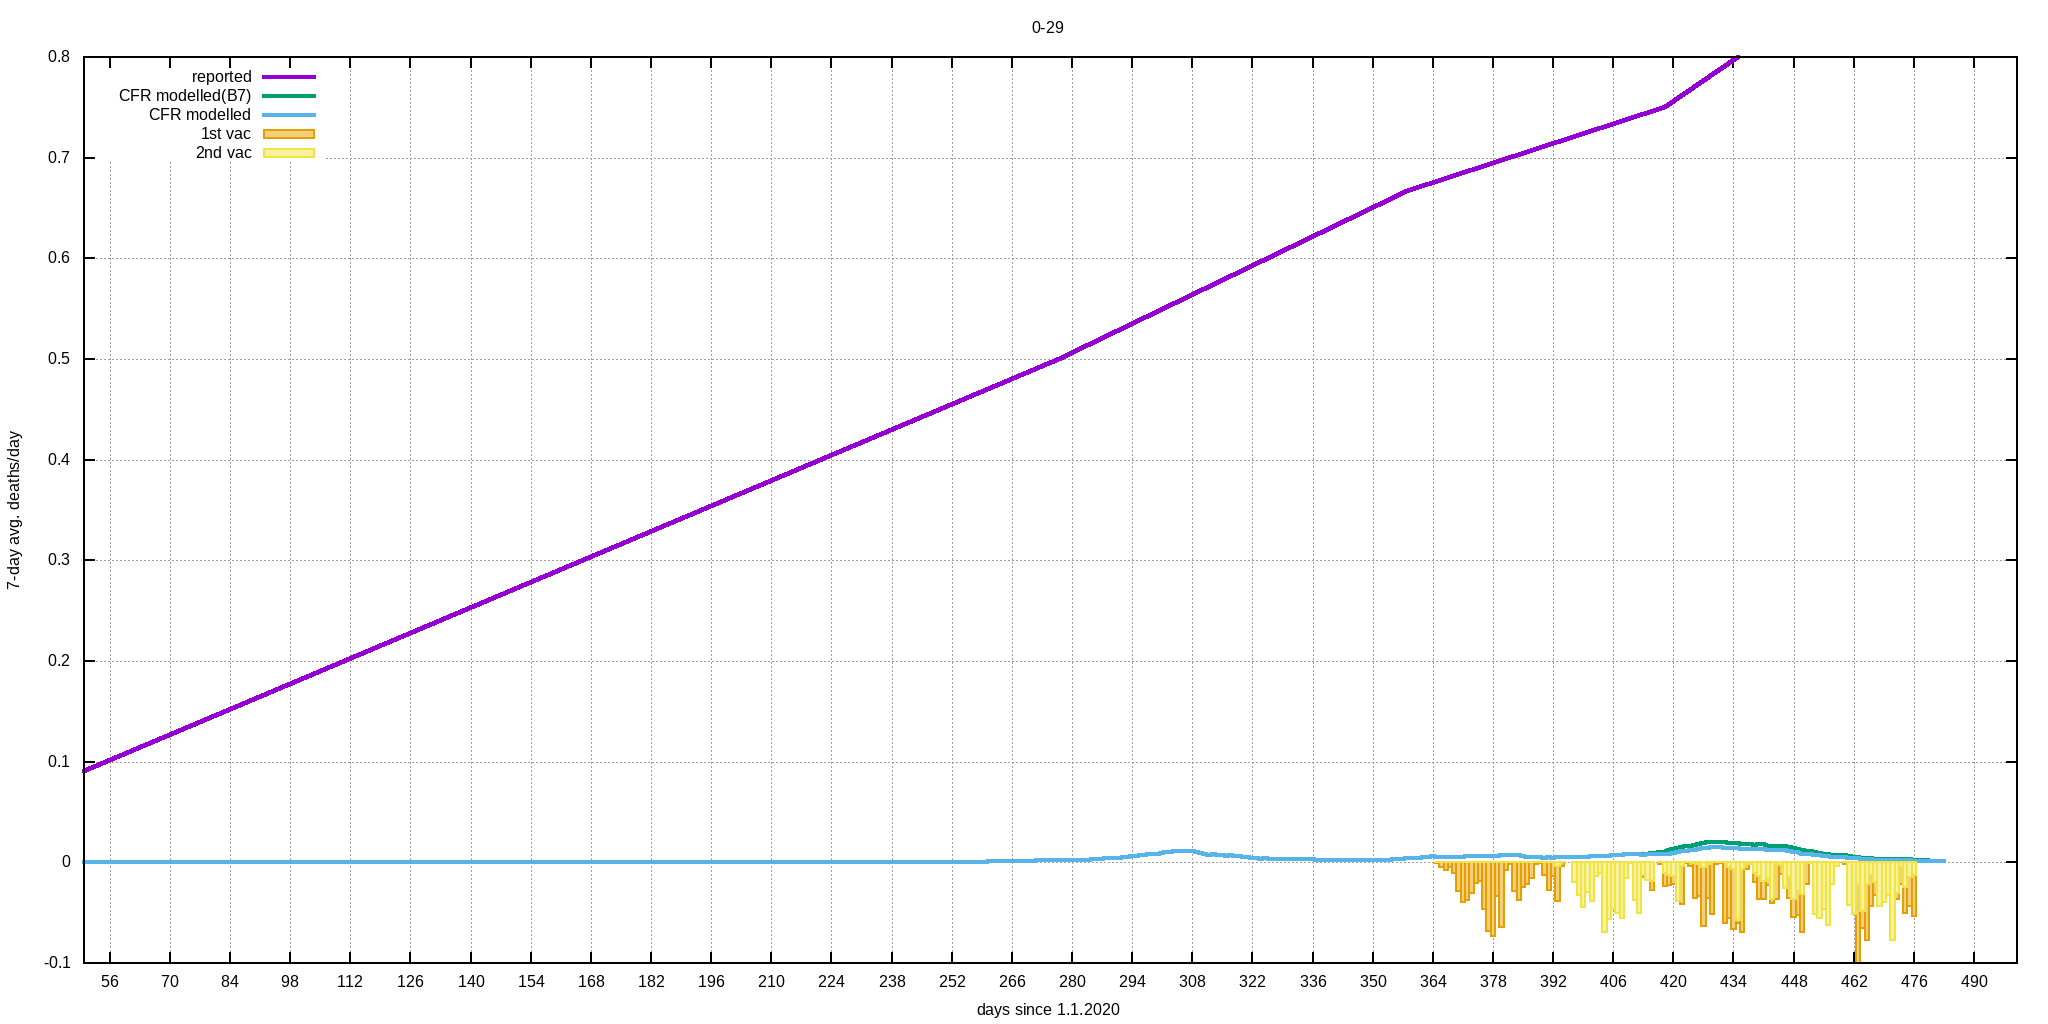 0-29
reported
CFR modelled(B7)
CFR modelled
1st vac
2nd vac
0.8
0.7
0.6
0.5
0.4
0.3
0.2
0.1
0
-0.1
7-day avg. deaths/day
56 70 84 98 112 126 140 154 168 182 196 210 224 238 252 266 280 294 308 322 336 350 364 378 392 406 420 434 448 462 476 490
days since 1.1.2020